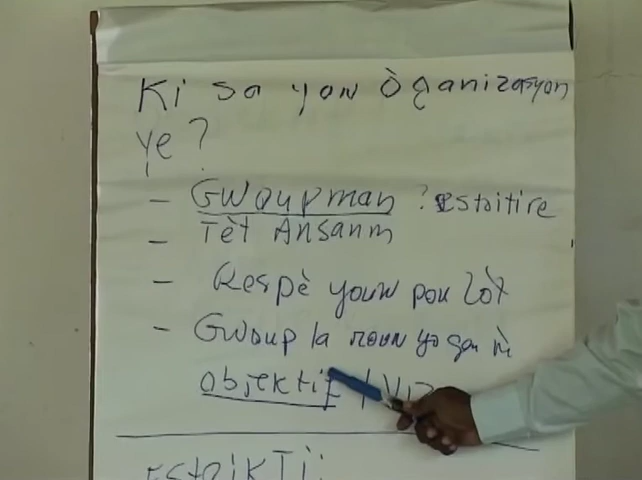 Ki sa yon Òganizasyon
ye ?
- Gwoupman ? estritire
- Tèt Ansanm
- Respè youn pou lòt
- Gwoup la moun yo gen
objektif /
estrikti